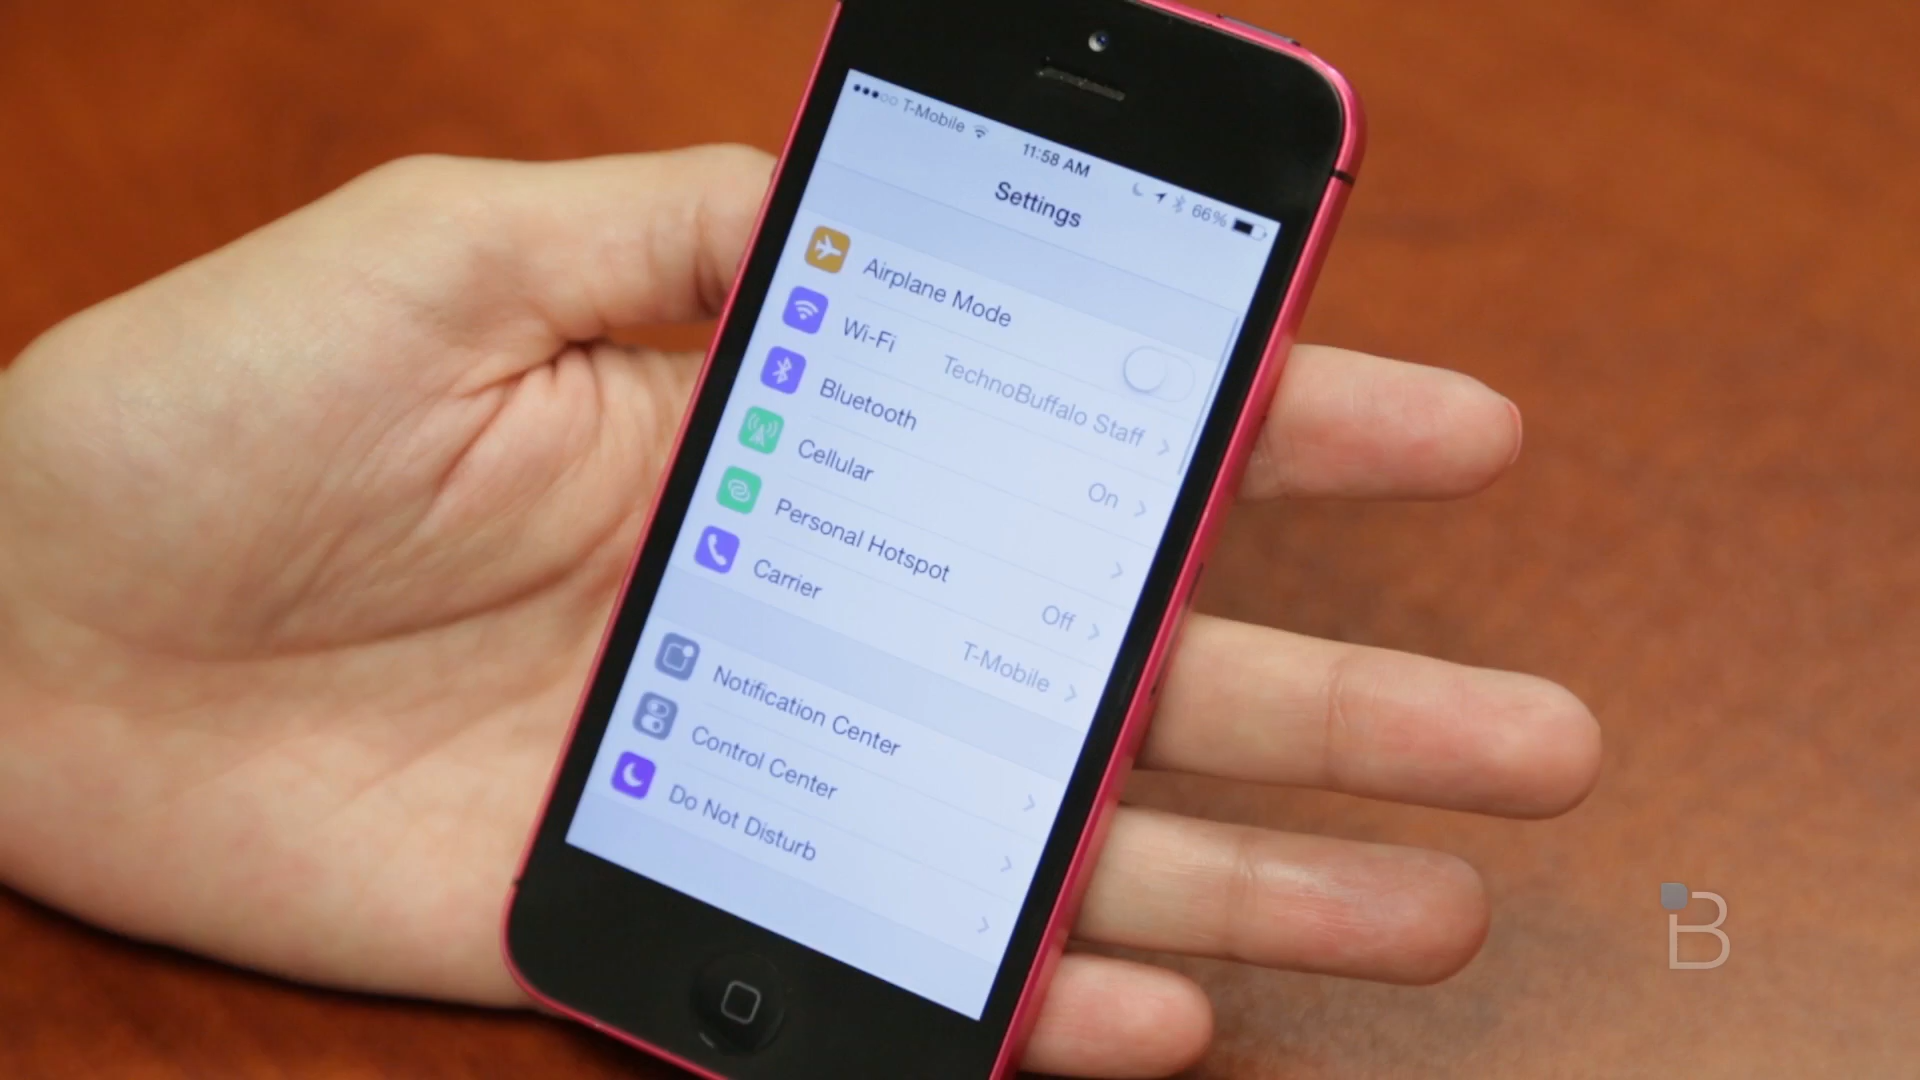 T-Mobile 11:58 AM 66%
Settings
Airplane Mode
Wi-Fi TechnoBuffalo Staff
Bluetooth On
Cellular
Personal Hotspot Off
Carrier T-Mobile
Notification Center
Control Center
Do Not Disturb
B